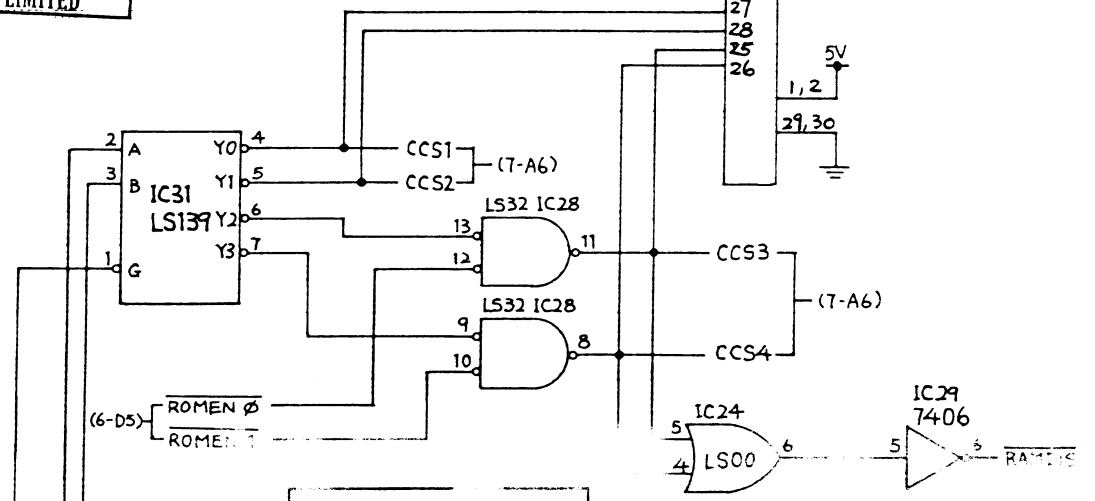 LIMITED
27
28
25
26
5V
1, 2
29, 30
2 A Y0 4 CCS1
(7-A6)
3 B Y1 5 CCS2
IC31
LS139
Y2 6
Y3 7
1 G
LS32 IC28
13
12
11
CCS3
LS32 IC28
9
10
8
CCS4
(7-A6)
(6-D5)
ROMEN Ø
ROMEN
IC24
5
4
LS00
6
IC29
7406
5
6